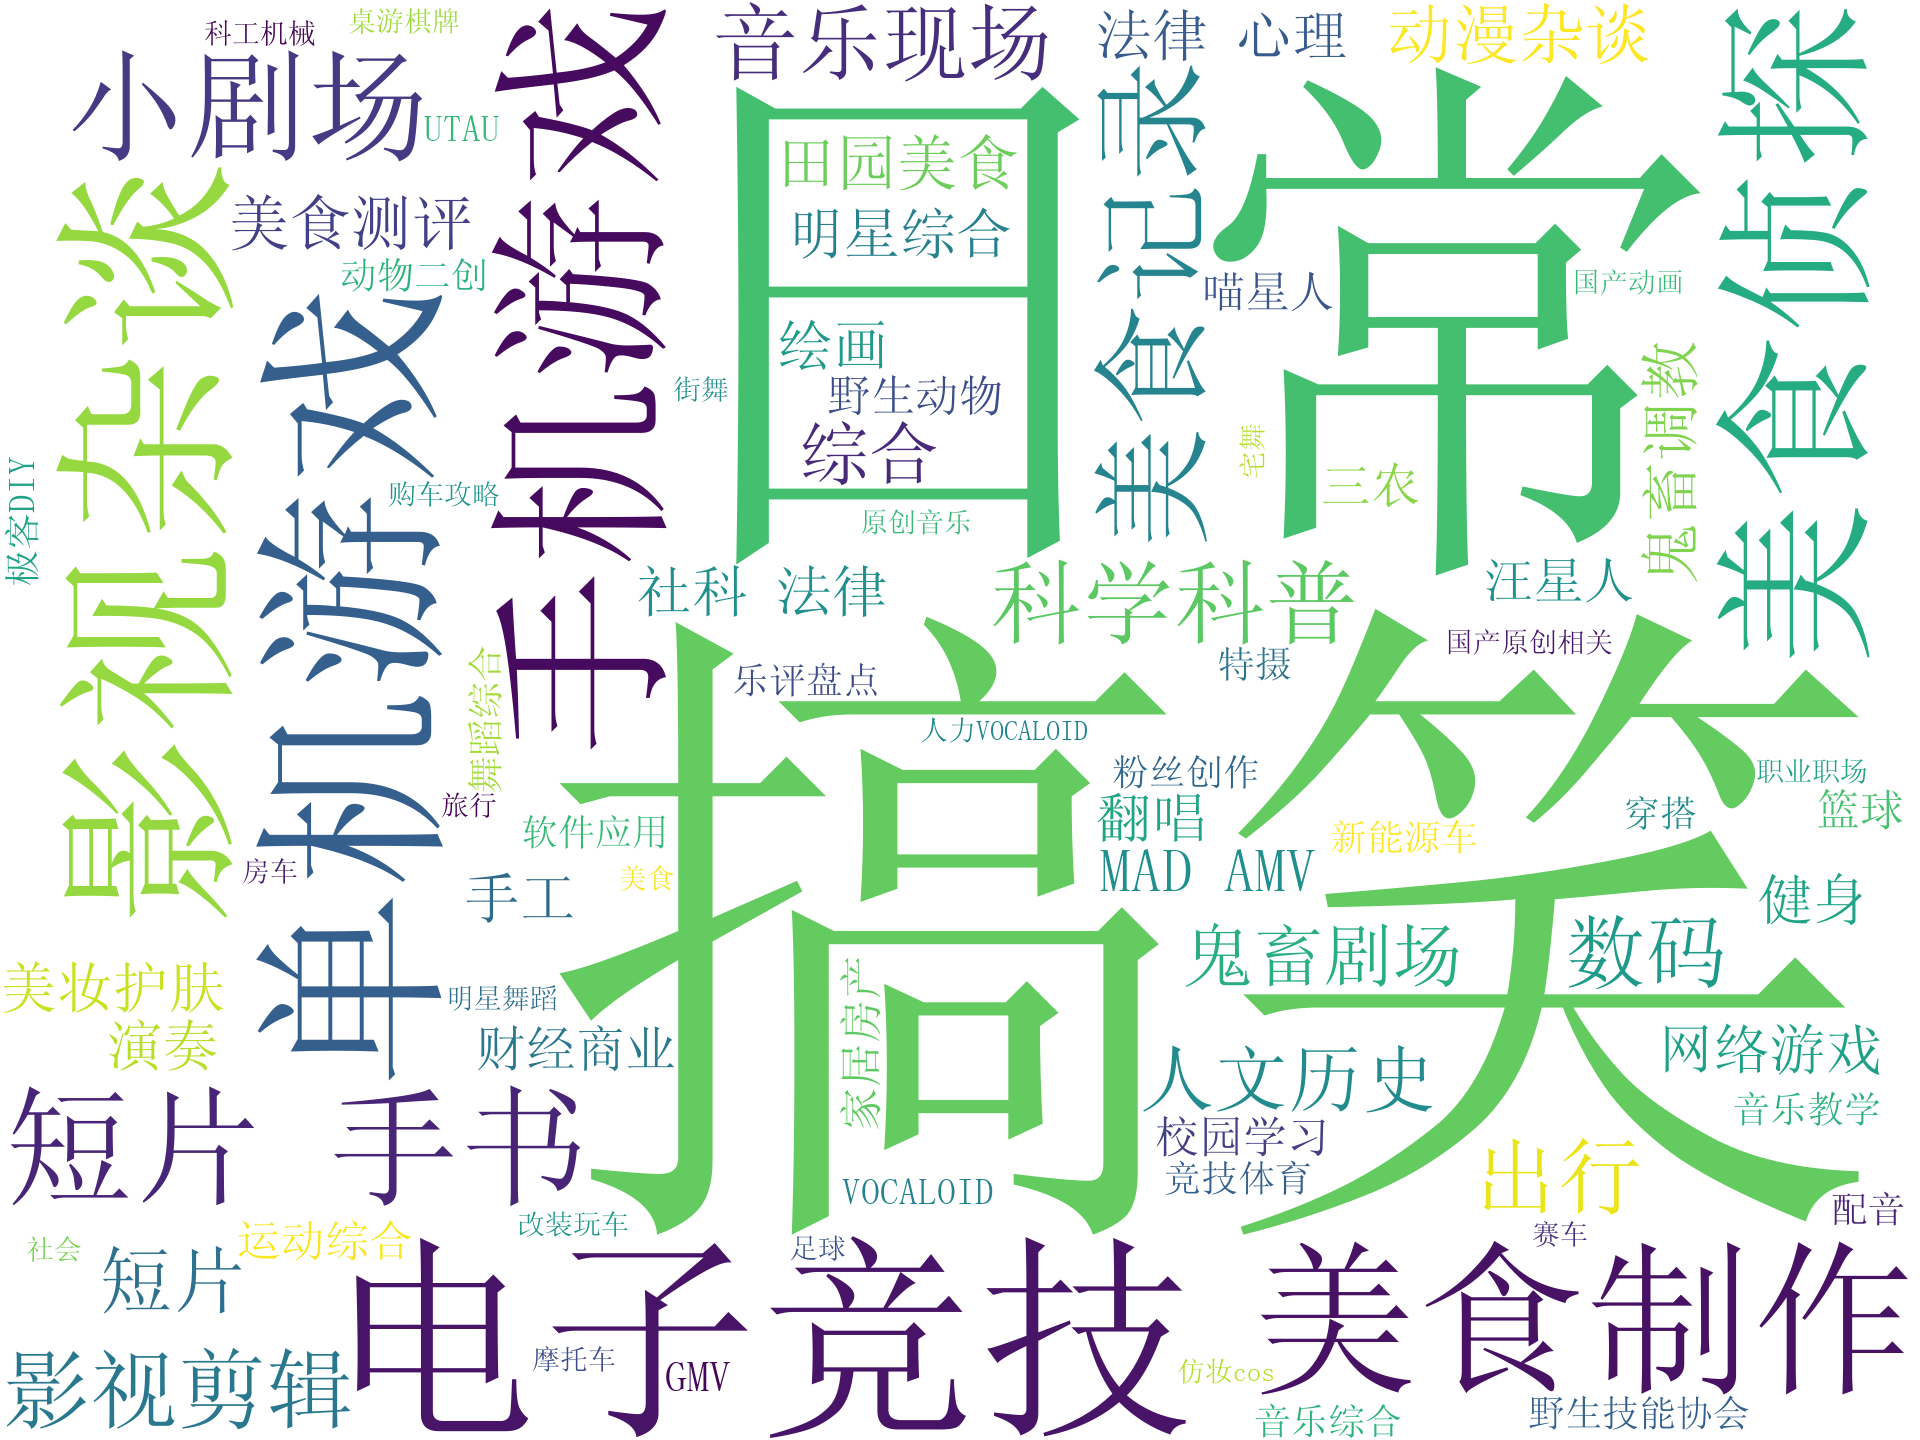 科工机械
桌游棋牌
小剧场
UTAU
手机游戏
音乐现场
法律 心理
动漫杂谈
美食侦探
影视杂谈
美食测评
动物二创
单机游戏
日常
田园美食
明星综合
美食记录
喵星人
国产动画
绘画
野生动物
综合
街舞
宅舞
三农
鬼畜调教
购车攻略
极客DIY
原创音乐
社科 法律
科学科普
汪星人
搞笑
国产原创相关
特摄
乐评盘点
人力VOCALOID
舞蹈综合
旅行
粉丝创作
职业职场
软件应用
翻唱
新能源车
穿搭
篮球
房车
美食
手工
MAD AMV
健身
鬼畜剧场
数码
美妆护肤
明星舞蹈
家居房产
演奏
财经商业
人文历史
网络游戏
短片
手书
校园学习
音乐教学
竞技体育
出行
VOCALOID
配音
改装玩车
社会
运动综合
足球
赛车
短片
电子竞技
美食制作
影视剪辑
摩托车
GMV
仿妆cos
音乐综合
野生技能协会